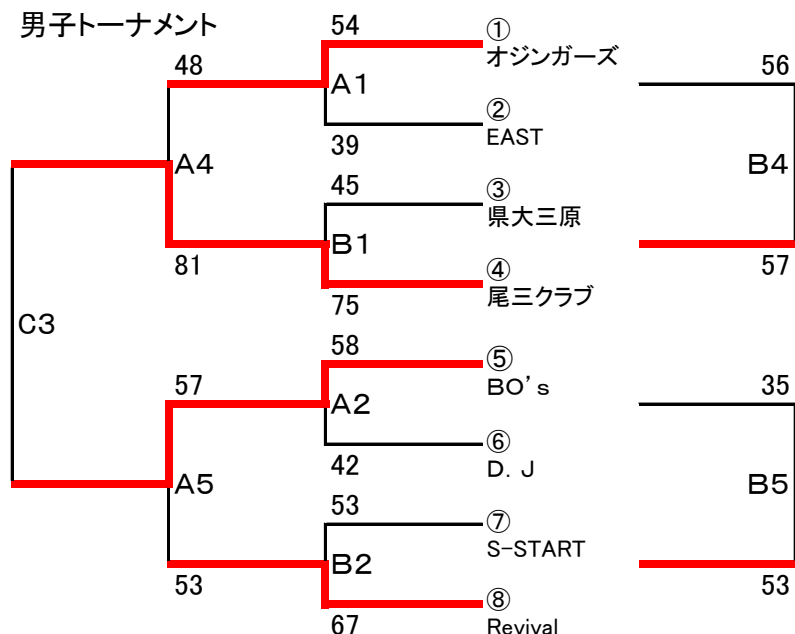 男子トーナメント
54
①
オジンガーズ
48
56
A1
②
EAST
39
A4
B4
45
③
県大三原
B1
④
尾三クラブ
81
57
75
C3
58
⑤
BO's
57
35
A2
⑥
D.J
42
A5
B5
53
⑦
S-START
B2
⑧
Revival
53
53
67